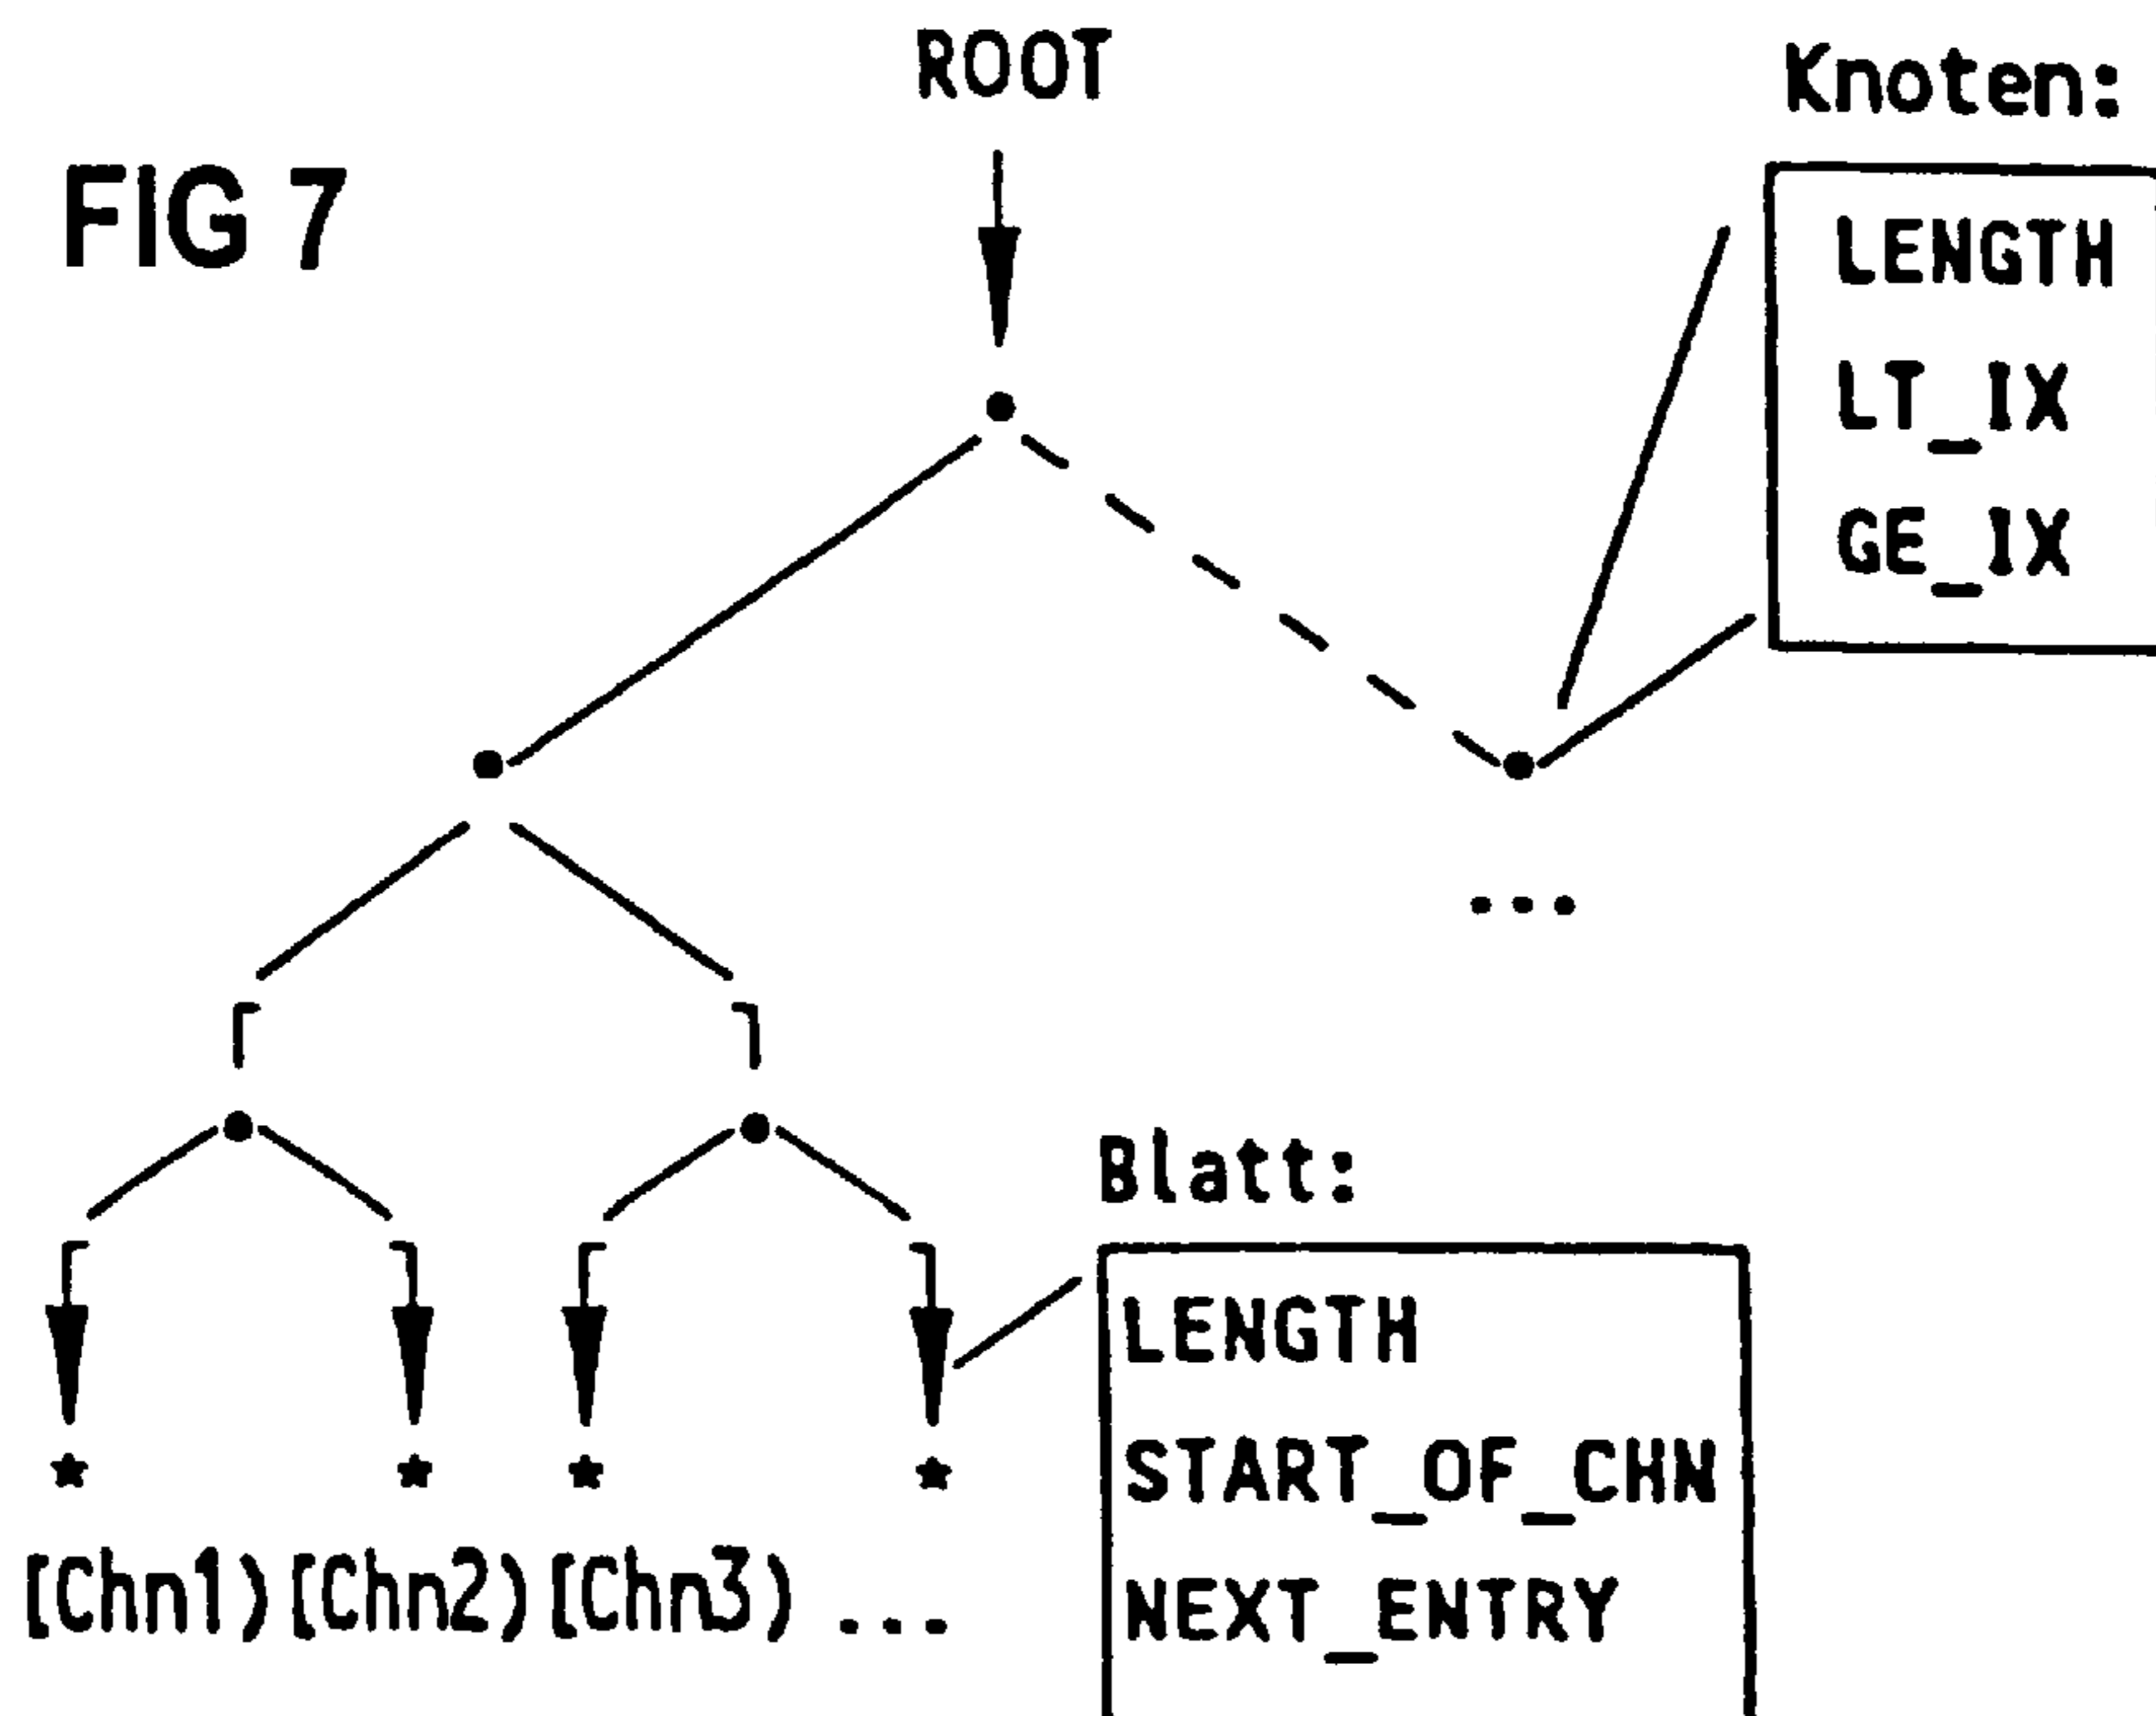 ROOT
Knoten:
FIG 7
LENGTH
LT_IX
GE_IX
...
Blatt:
LENGTH
START_OF_CHN
NEXT_ENTRY
* * * *
[Chn1)[Chn2)[Chn3) ...